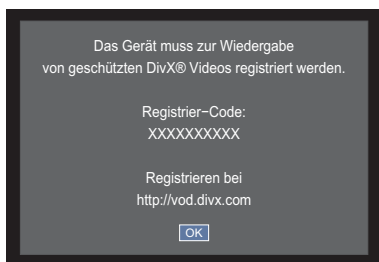 Das Gerät muss zur Wiedergabe
von geschützten DivX® Videos registriert werden.
Registrier-Code:
XXXXXXXXXX
Registrieren bei
http://vod.divx.com
OK